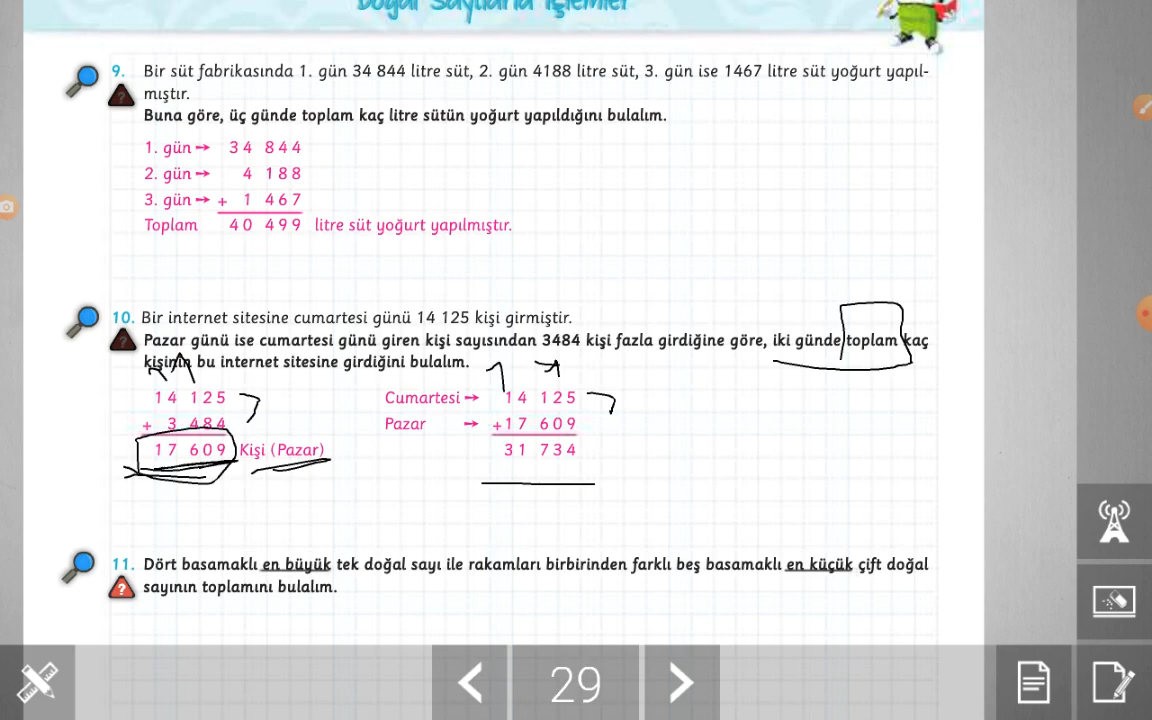 Doğal Sayılarla İşlemler
9. Bir süt fabrikasında 1. gün 34 844 litre süt, 2. gün 4188 litre süt, 3. gün ise 1467 litre süt yoğurt yapıl-
mıştır.
Buna göre, üç günde toplam kaç litre sütün yoğurt yapıldığını bulalım.
1. gün → 34 844
2. gün → 4 188
3. gün → + 1 467
Toplam 40 499 litre süt yoğurt yapılmıştır.
10. Bir internet sitesine cumartesi günü 14 125 kişi girmiştir.
Pazar günü ise cumartesi günü giren kişi sayısından 3484 kişi fazla girdiğine göre, iki günde toplam kaç
kişinin bu internet sitesine girdiğini bulalım.
14 125 Cumartesi → 14 125
+ 3 484 Pazar → +17 609
17 609 Kişi (Pazar) 31 734
11. Dört basamaklı en büyük tek doğal sayı ile rakamları birbirinden farklı beş basamaklı en küçük çift doğal
sayının toplamını bulalım.
29